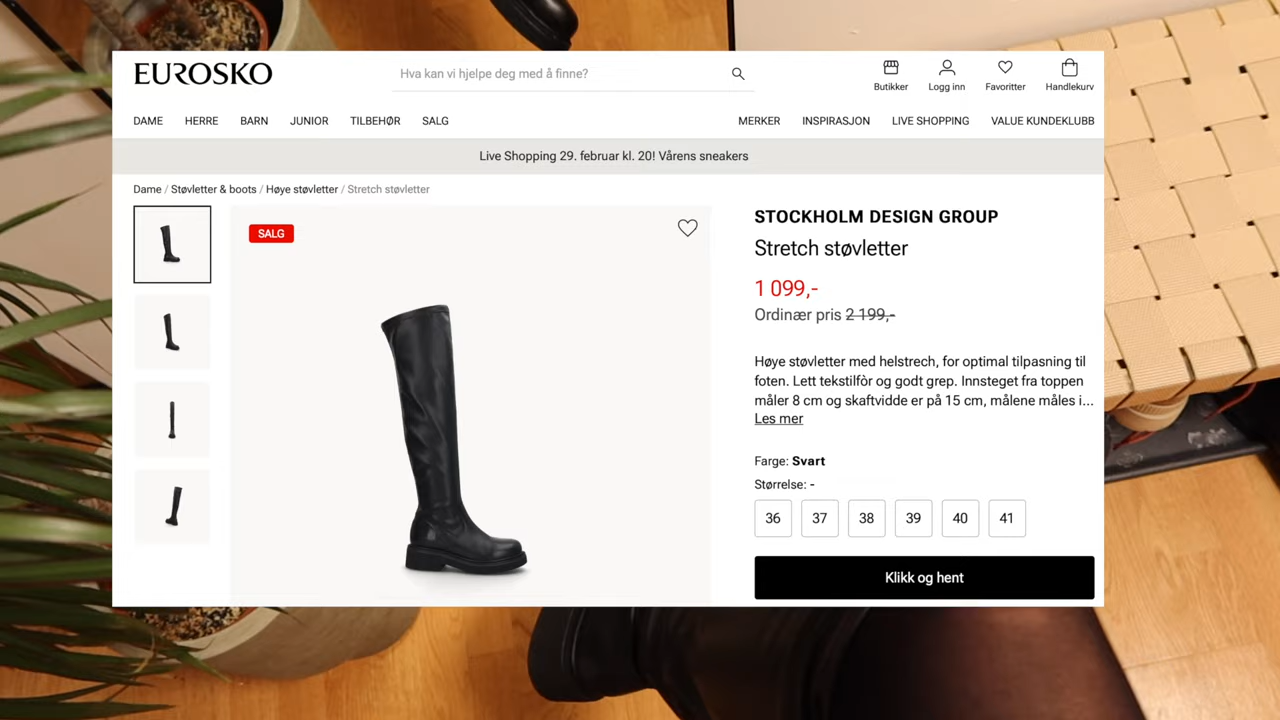 EUROSKO
Hva kan vi hjelpe deg med å finne?
Butikker
Logg inn
Favoritter
Handlekurv
DAME
HERRE
BARN
JUNIOR
TILBEHØR
SALG
MERKER
INSPIRASJON
LIVE SHOPPING
VALUE KUNDEKLUBB
Live Shopping 29. februar kl. 20! Vårens sneakers
Dame / Støvletter & boots / Høye støvletter / Stretch støvletter
SALG
STOCKHOLM DESIGN GROUP
Stretch støvletter
1 099,-
Ordinær pris 2 199,-
Høye støvletter med helstrech, for optimal tilpasning til
foten. Lett tekstilfòr og godt grep. Innsteget fra toppen
måler 8 cm og skaftvidde er på 15 cm, målene måles i...
Les mer
Farge: Svart
Størrelse: -
36
37
38
39
40
41
Klikk og hent